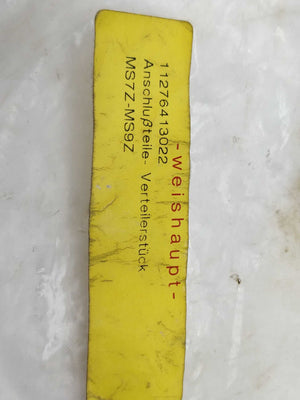 -weishaupt-
11276413022
Anschlußteile- Verteilerstück
MS7Z-MS9Z